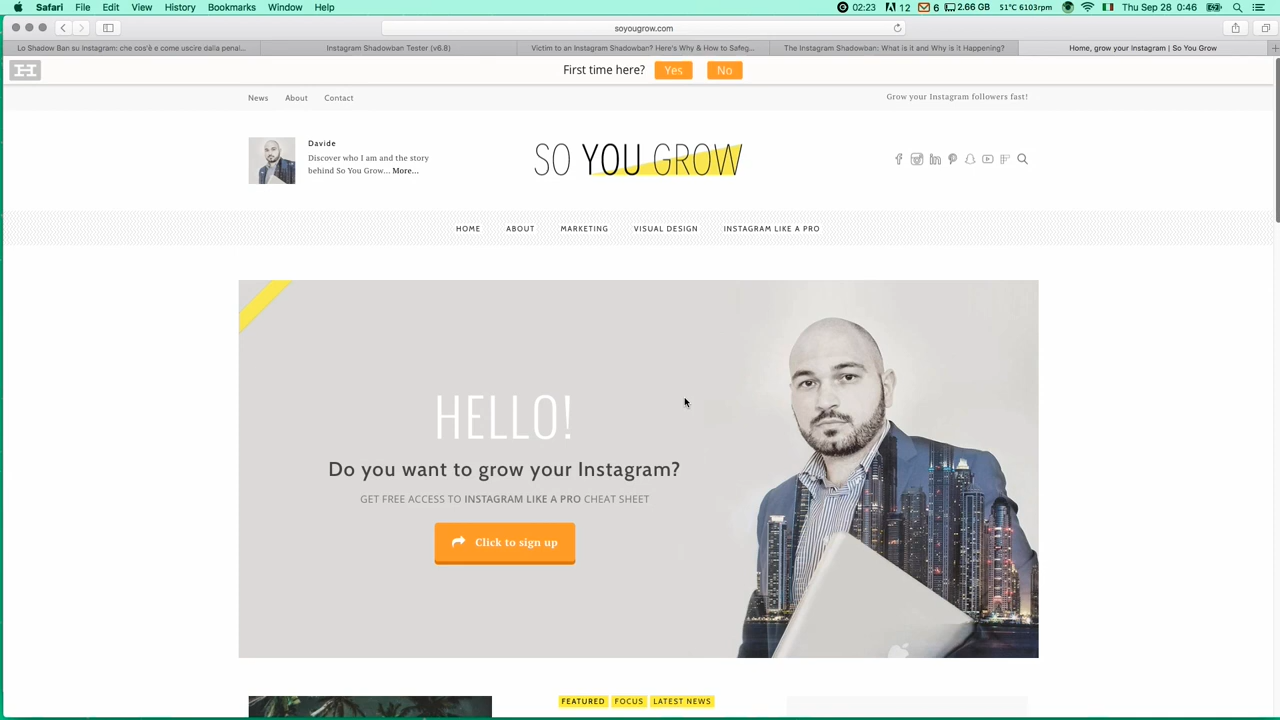 Safari File Edit View History Bookmarks Window Help 02:23 12 6 2.66 GB 51°C 6103rpm Thu Sep 28 0:46
soyougrow.com
Lo Shadow Ban su Instagram: che cos'è e come uscire dalla penal... Instagram Shadowban Tester (v6.8) Victim to an Instagram Shadowban? Here's Why & How to Safeg... The Instagram Shadowban: What is it and Why is it Happening? Home, grow your Instagram | So You Grow
First time here? Yes No
News About Contact Grow your Instagram followers fast!
Davide
Discover who I am and the story
behind So You Grow... More...
SO YOU GROW
HOME ABOUT MARKETING VISUAL DESIGN INSTAGRAM LIKE A PRO
HELLO!
Do you want to grow your Instagram?
GET FREE ACCESS TO INSTAGRAM LIKE A PRO CHEAT SHEET
Click to sign up
FEATURED FOCUS LATEST NEWS